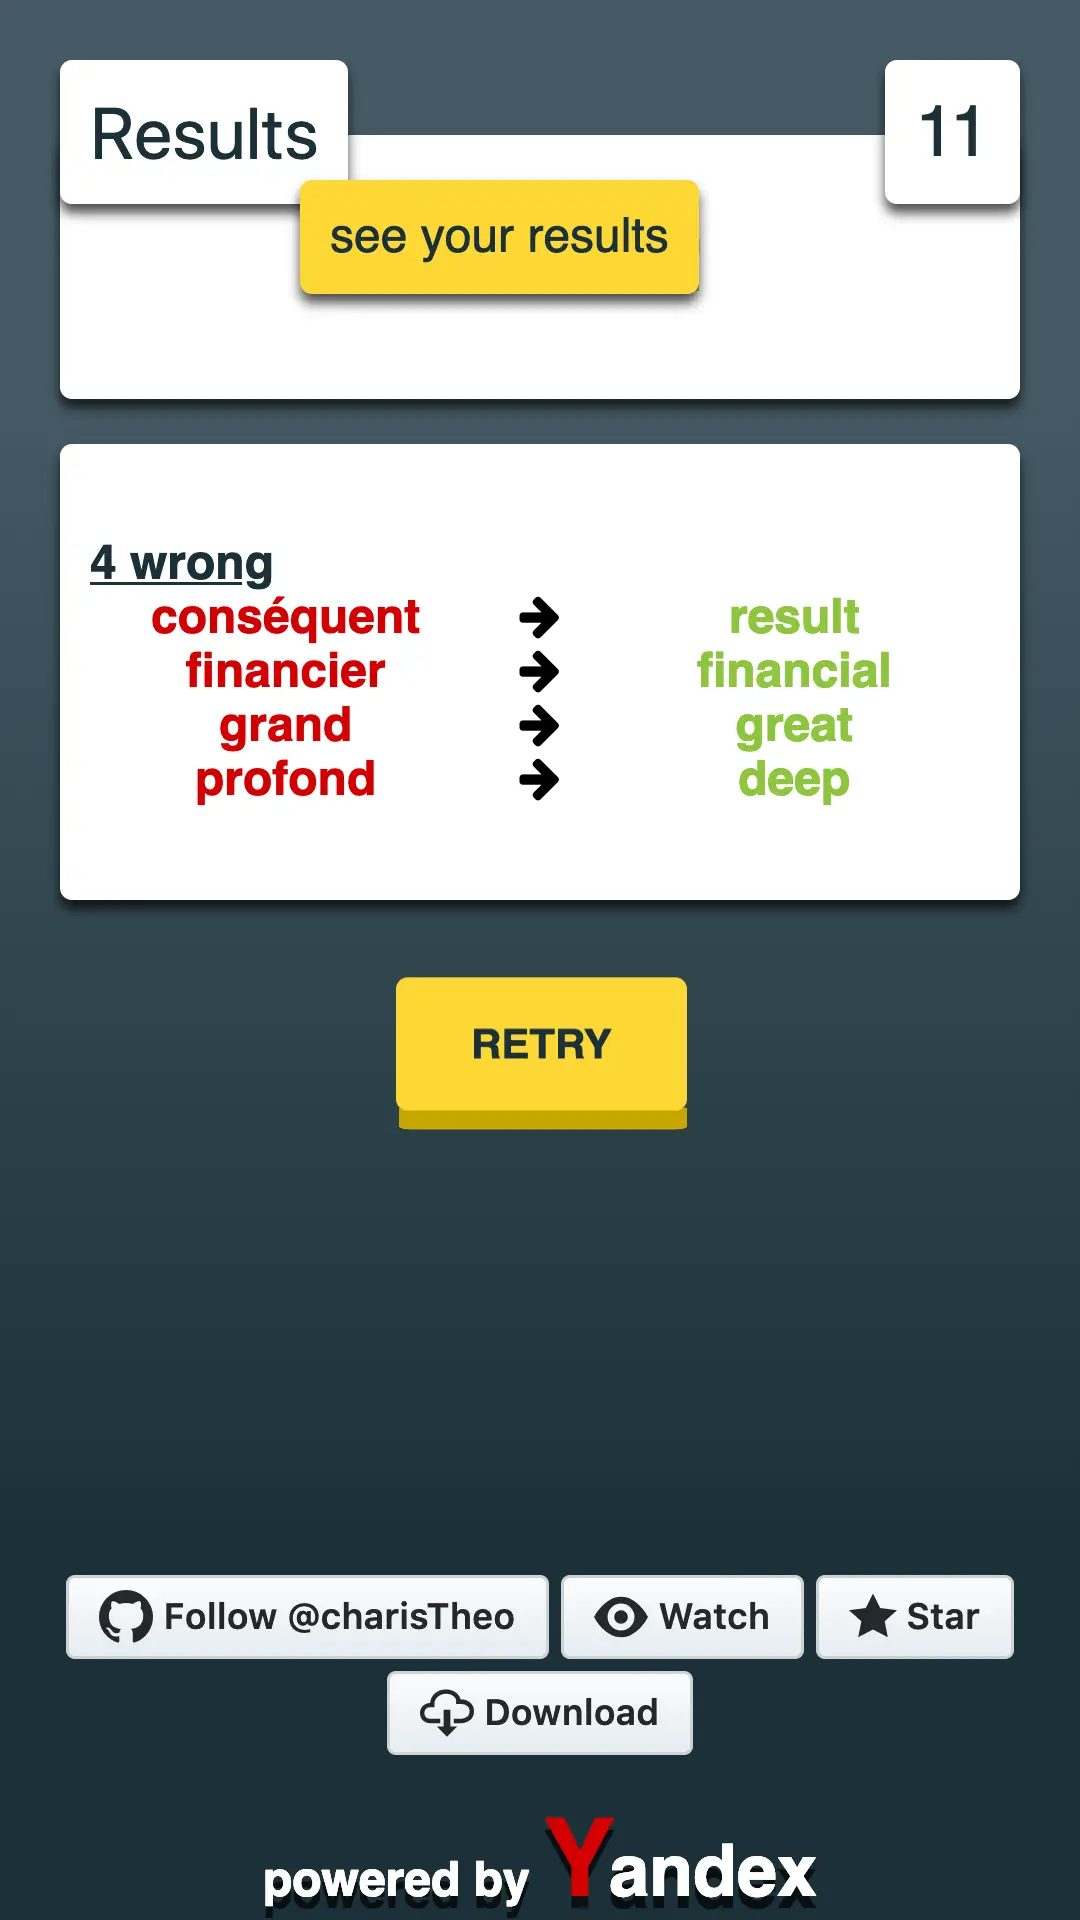 Results
11
see your results
4 wrong
conséquent → result
financier → financial
grand → great
profond → deep
RETRY
Follow @charisTheo
Watch
Star
Download
powered by Yandex